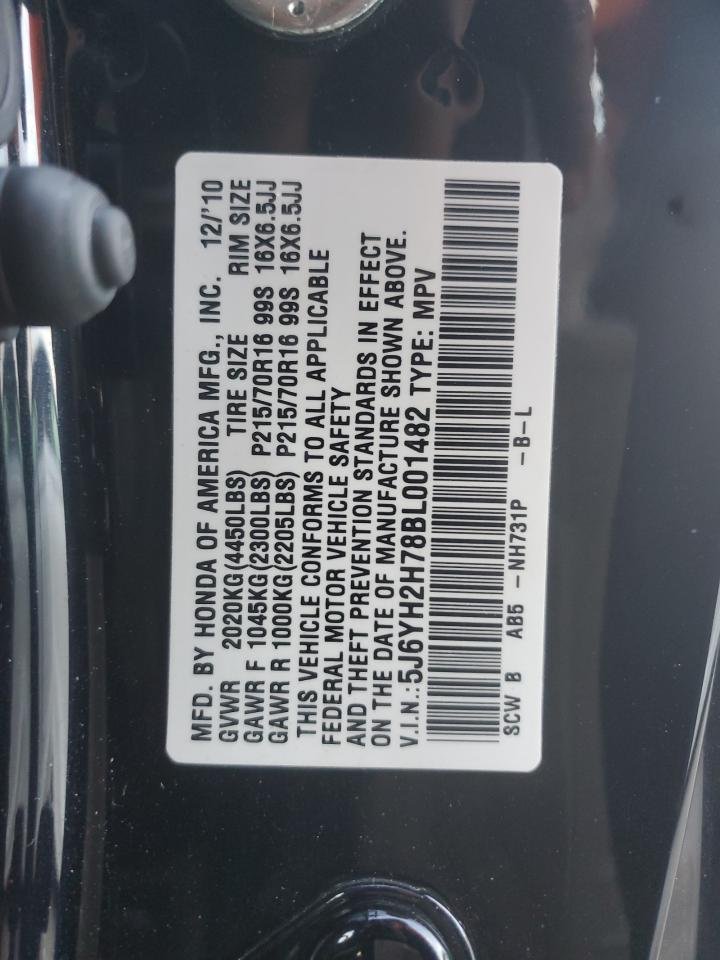 MFD. BY HONDA OF AMERICA MFG., INC. 12/'10
GVWR 2020KG(4450LBS) TIRE SIZE RIM SIZE
GAWR F 1045KG(2300LBS) P215/70R16 99S 16X6.5JJ
GAWR R 1000KG(2205LBS) P215/70R16 99S 16X6.5JJ
THIS VEHICLE CONFORMS TO ALL APPLICABLE
FEDERAL MOTOR VEHICLE SAFETY
AND THEFT PREVENTION STANDARDS IN EFFECT
ON THE DATE OF MANUFACTURE SHOWN ABOVE.
V.I.N.:5J6YH2H78BL001482 TYPE: MPV
SCW B AB5 -NH731P -B-L